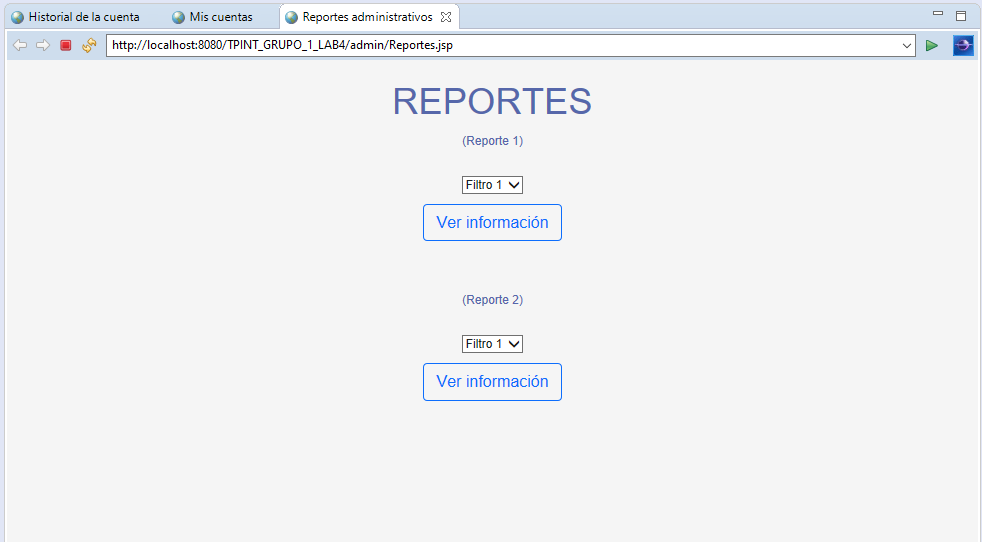 Historial de la cuenta Mis cuentas Reportes administrativos
http://localhost:8080/TPINT_GRUPO_1_LAB4/admin/Reportes.jsp
REPORTES
(Reporte 1)
Filtro 1
Ver información
(Reporte 2)
Filtro 1
Ver información